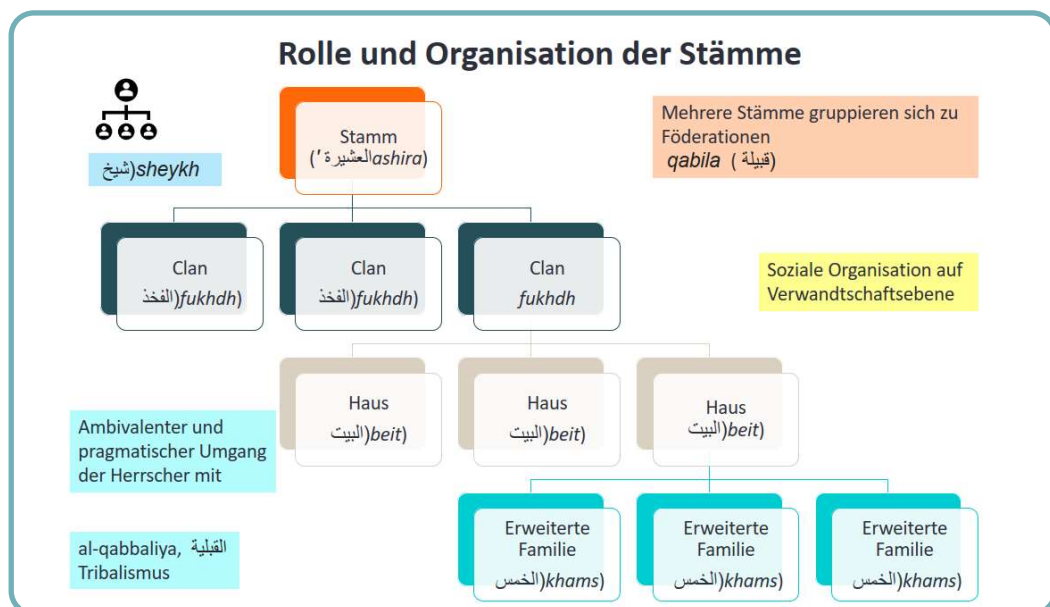 Rolle und Organisation der Stämme
Stamm
(ʹالعشيرةashira)
Mehrere Stämme gruppieren sich zu
Föderationen
qabila ( قبيلة)
شيخ)sheykh
Clan
الفخذ)fukhdh)
Clan
الفخذ)fukhdh)
Clan
fukhdh
Soziale Organisation auf
Verwandtschaftsebene
Haus
البيت)beit)
Haus
البيت)beit)
Haus
البيت)beit)
Ambivalenter und
pragmatischer Umgang
der Herrscher mit
al-qabbaliya, القبلية
Tribalismus
Erweiterte
Familie
الخمس)khams)
Erweiterte
Familie
الخمس)khams)
Erweiterte
Familie
الخمس)khams)